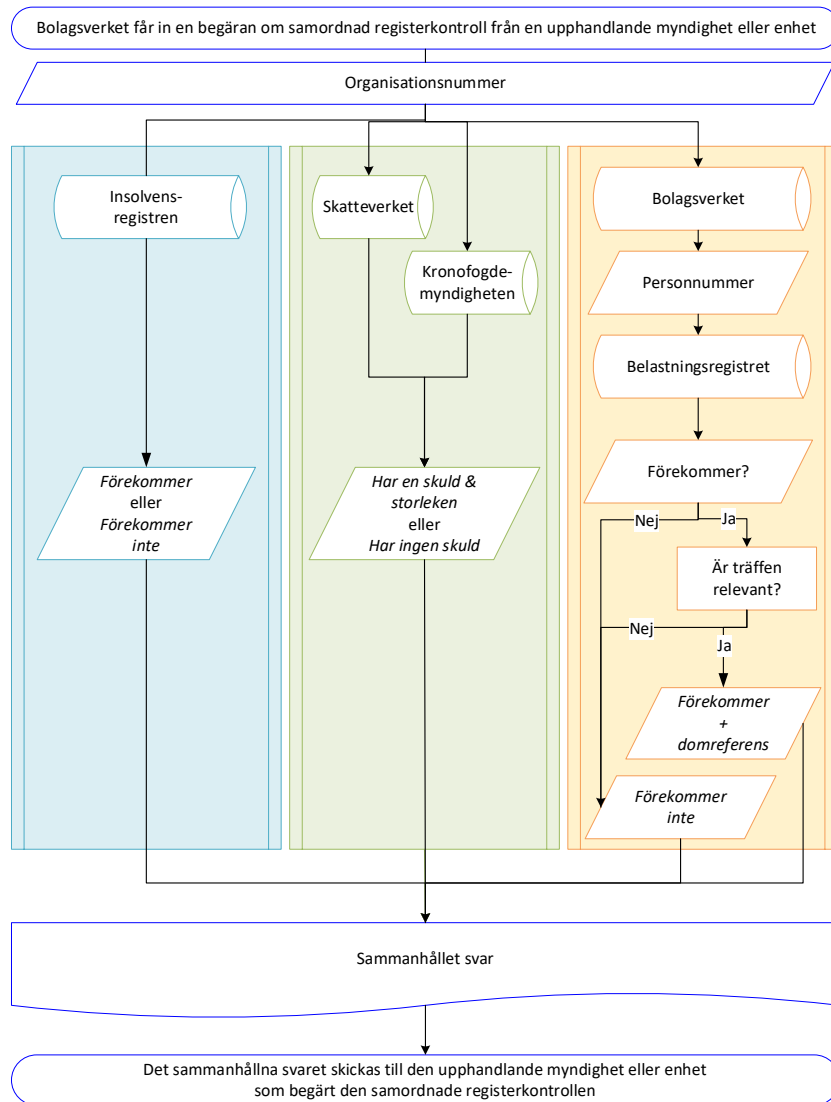 Bolagsverket får in en begäran om samordnad registerkontroll från en upphandlande myndighet eller enhet
Organisationsnummer
Insolvens-
registren
Förekommer
eller
Förekommer
inte
Skatteverket
Kronofogde-
myndigheten
Har en skuld &
storleken
eller
Har ingen skuld
Bolagsverket
Personnummer
Belastningsregistret
Förekommer?
Nej
Ja
Är träffen
relevant?
Nej
Ja
Förekommer
+
domreferens
Förekommer
inte
Sammanhållet svar
Det sammanhållna svaret skickas till den upphandlande myndighet eller enhet
som begärt den samordnade registerkontrollen